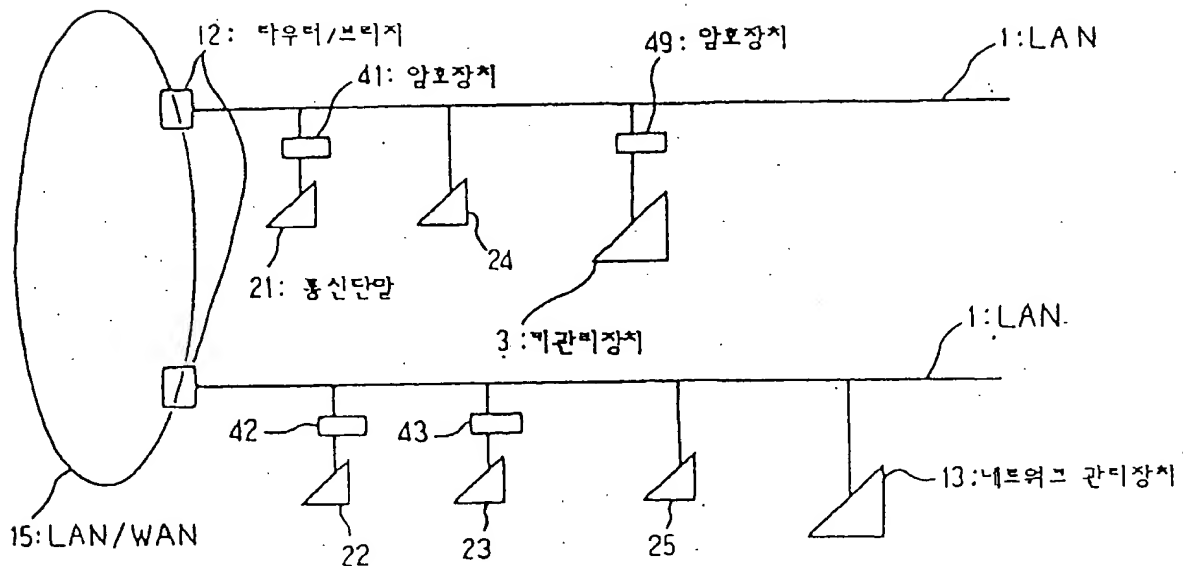 12: 라우터/브리지
41: 암호장치
49: 암호장치
1:LAN
24
21: 통신단말
3:키관리장치
1:LAN
42
43
13:네트워크 관리장치
15:LAN/WAN
22
23
25